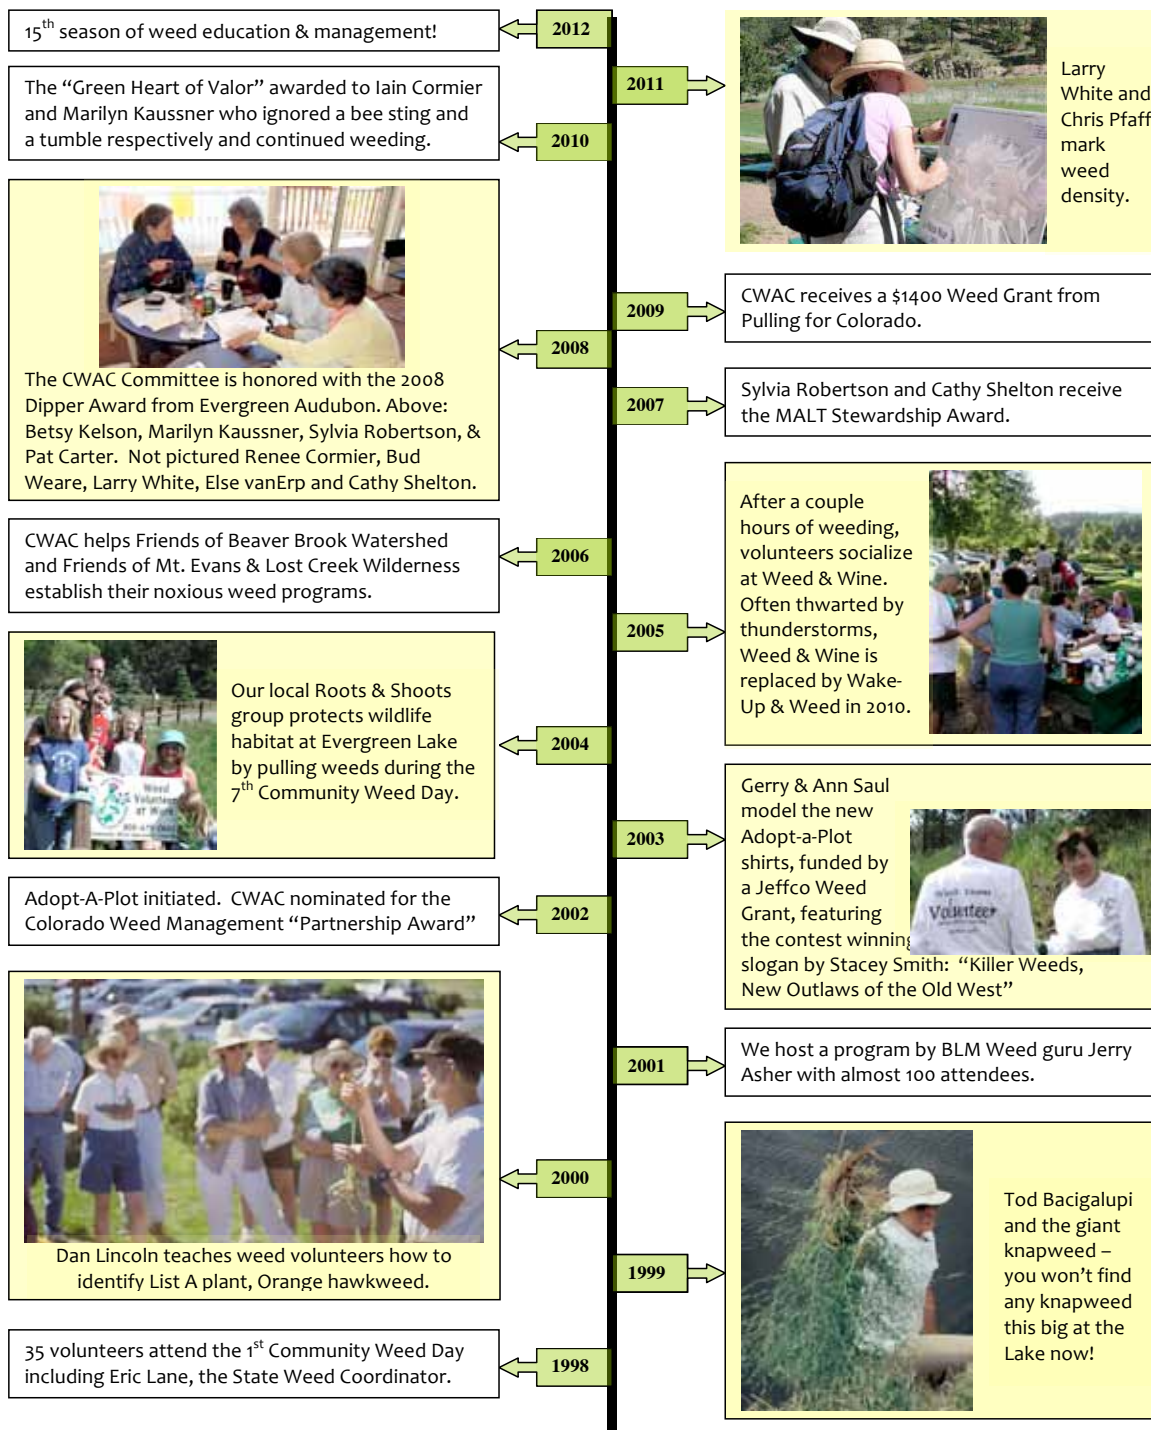 15th season of weed education & management!
2012
2011
Larry
White and
Chris Pfaff
mark
weed
density.
The “Green Heart of Valor” awarded to Iain Cormier
and Marilyn Kaussner who ignored a bee sting and
a tumble respectively and continued weeding.
2010
2009
CWAC receives a $1400 Weed Grant from
Pulling for Colorado.
The CWAC Committee is honored with the 2008
Dipper Award from Evergreen Audubon. Above:
Betsy Kelson, Marilyn Kaussner, Sylvia Robertson, &
Pat Carter. Not pictured Renee Cormier, Bud
Weare, Larry White, Else vanErp and Cathy Shelton.
2008
2007
Sylvia Robertson and Cathy Shelton receive
the MALT Stewardship Award.
CWAC helps Friends of Beaver Brook Watershed
and Friends of Mt. Evans & Lost Creek Wilderness
establish their noxious weed programs.
2006
2005
After a couple
hours of weeding,
volunteers socialize
at Weed & Wine.
Often thwarted by
thunderstorms,
Weed & Wine is
replaced by Wake-
Up & Weed in 2010.
Weed
Volunteer
at Work
Our local Roots & Shoots
group protects wildlife
habitat at Evergreen Lake
by pulling weeds during the
7th Community Weed Day.
2004
2003
Gerry & Ann Saul
model the new
Adopt-a-Plot
shirts, funded by
a Jeffco Weed
Grant, featuring
the contest winning
slogan by Stacey Smith: “Killer Weeds,
New Outlaws of the Old West”
Volunteer
Adopt-A-Plot initiated. CWAC nominated for the
Colorado Weed Management “Partnership Award”
2002
2001
We host a program by BLM Weed guru Jerry
Asher with almost 100 attendees.
Dan Lincoln teaches weed volunteers how to
identify List A plant, Orange hawkweed.
2000
1999
Tod Bacigalupi
and the giant
knapweed –
you won’t find
any knapweed
this big at the
Lake now!
35 volunteers attend the 1st Community Weed Day
including Eric Lane, the State Weed Coordinator.
1998